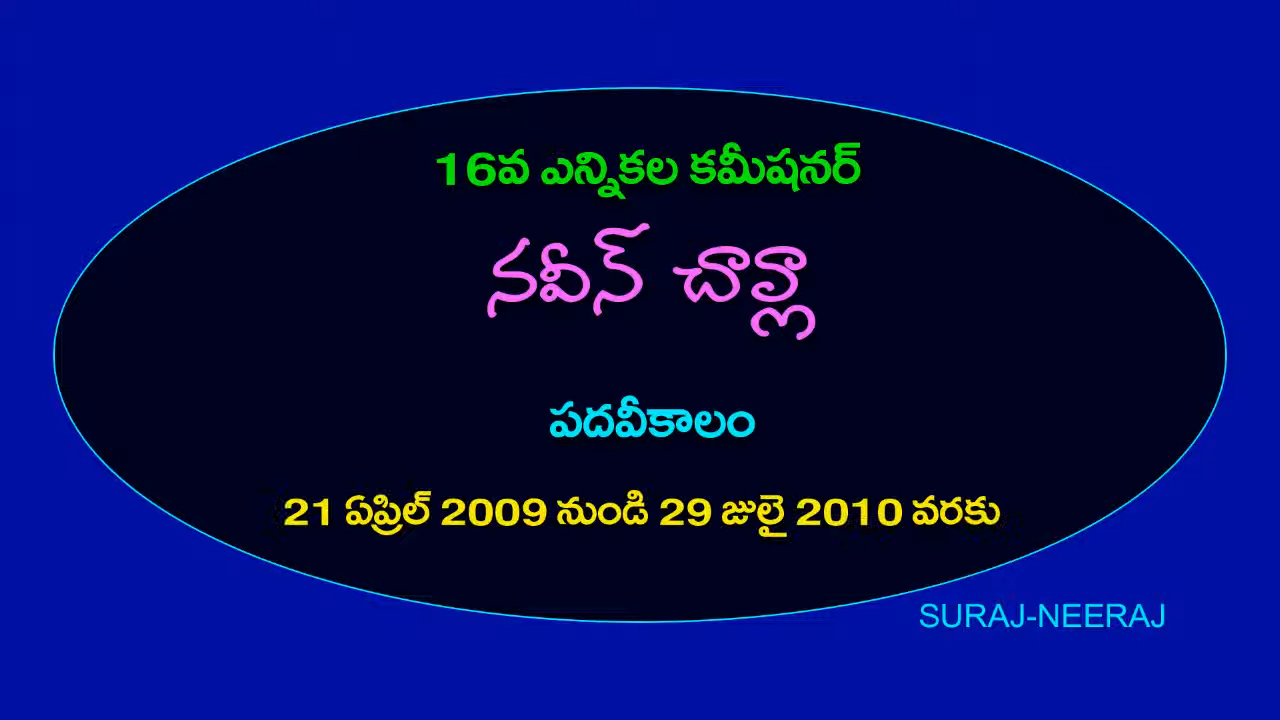 16వ ఎన్నికల కమీషనర్
నవీన్ చావ్లా
పదవీకాలం
21 ఏప్రిల్ 2009 నుండి 29 జులై 2010 వరకు
SURAJ-NEERAJ